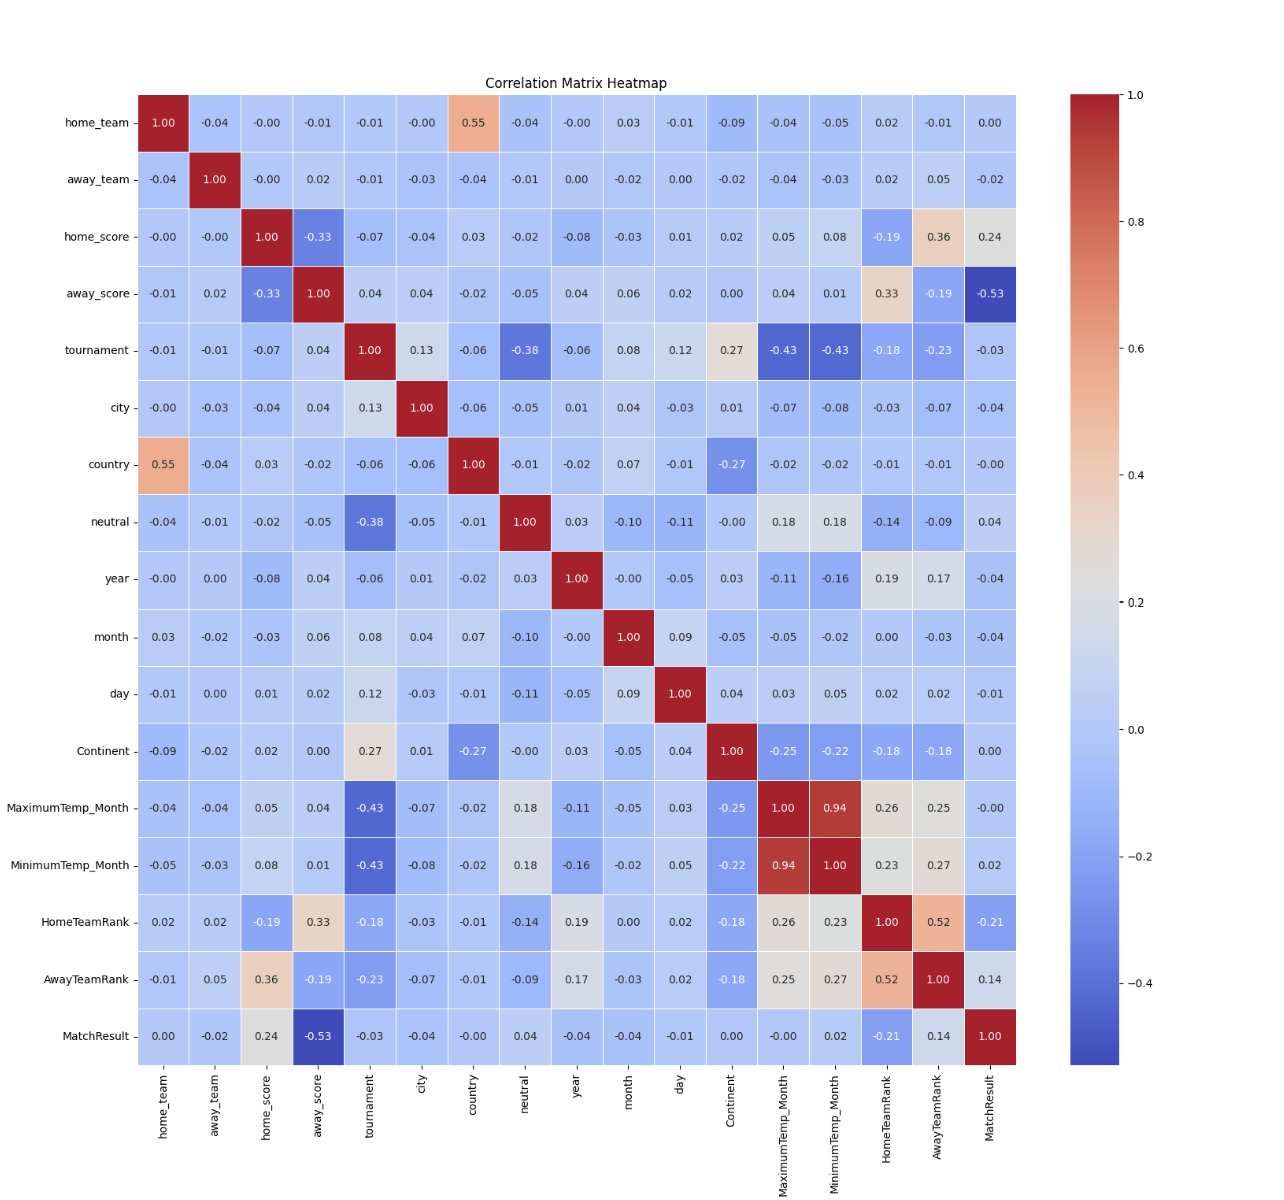 Correlation Matrix Heatmap
home_team 1.00 -0.04 -0.00 -0.01 -0.01 -0.00 0.55 -0.04 -0.00 0.03 -0.01 -0.09 -0.04 -0.05 0.02 -0.01 0.00
away_team -0.04 1.00 -0.00 0.02 -0.01 -0.03 -0.04 -0.01 0.00 -0.02 0.00 -0.02 -0.04 -0.03 0.02 0.05 -0.02
home_score -0.00 -0.00 1.00 -0.33 -0.07 -0.04 0.03 -0.02 -0.08 -0.03 0.01 0.02 0.05 0.08 -0.19 0.36 0.24
away_score -0.01 0.02 -0.33 1.00 0.04 0.04 -0.02 -0.05 0.04 0.06 0.02 0.00 0.04 0.01 0.33 -0.19 -0.53
tournament -0.01 -0.01 -0.07 0.04 1.00 0.13 -0.06 -0.38 -0.06 0.08 0.12 0.27 -0.43 -0.43 -0.18 -0.23 -0.03
city -0.00 -0.03 -0.04 0.04 0.13 1.00 -0.06 -0.05 0.01 0.04 -0.03 0.01 -0.07 -0.08 -0.03 -0.07 -0.04
country 0.55 -0.04 0.03 -0.02 -0.06 -0.06 1.00 -0.01 -0.02 0.07 -0.01 -0.27 -0.02 -0.02 -0.01 -0.01 -0.00
neutral -0.04 -0.01 -0.02 -0.05 -0.38 -0.05 -0.01 1.00 0.03 -0.10 -0.11 -0.00 0.18 0.18 -0.14 -0.09 0.04
year -0.00 0.00 -0.08 0.04 -0.06 0.01 -0.02 0.03 1.00 -0.00 -0.05 0.03 -0.11 -0.16 0.19 0.17 -0.04
month 0.03 -0.02 -0.03 0.06 0.08 0.04 0.07 -0.10 -0.00 1.00 0.09 -0.05 -0.05 -0.02 0.00 -0.03 -0.04
day -0.01 0.00 0.01 0.02 0.12 -0.03 -0.01 -0.11 -0.05 0.09 1.00 0.04 0.03 0.05 0.02 0.02 -0.01
Continent -0.09 -0.02 0.02 0.00 0.27 0.01 -0.27 -0.00 0.03 -0.05 0.04 1.00 -0.25 -0.22 -0.18 -0.18 0.00
MaximumTemp_Month -0.04 -0.04 0.05 0.04 -0.43 -0.07 -0.02 0.18 -0.11 -0.05 0.03 -0.25 1.00 0.94 0.26 0.25 -0.00
MinimumTemp_Month -0.05 -0.03 0.08 0.01 -0.43 -0.08 -0.02 0.18 -0.16 -0.02 0.05 -0.22 0.94 1.00 0.23 0.27 0.02
HomeTeamRank 0.02 0.02 -0.19 0.33 -0.18 -0.03 -0.01 -0.14 0.19 0.00 0.02 -0.18 0.26 0.23 1.00 0.52 -0.21
AwayTeamRank -0.01 0.05 0.36 -0.19 -0.23 -0.07 -0.01 -0.09 0.17 -0.03 0.02 -0.18 0.25 0.27 0.52 1.00 0.14
MatchResult 0.00 -0.02 0.24 -0.53 -0.03 -0.04 -0.00 0.04 -0.04 -0.04 -0.01 0.00 -0.00 0.02 -0.21 0.14 1.00
home_team
away_team
home_score
away_score
tournament
city
country
neutral
year
month
day
Continent
MaximumTemp_Month
MinimumTemp_Month
HomeTeamRank
AwayTeamRank
MatchResult
1.0
0.8
0.6
0.4
0.2
0.0
−0.2
−0.4